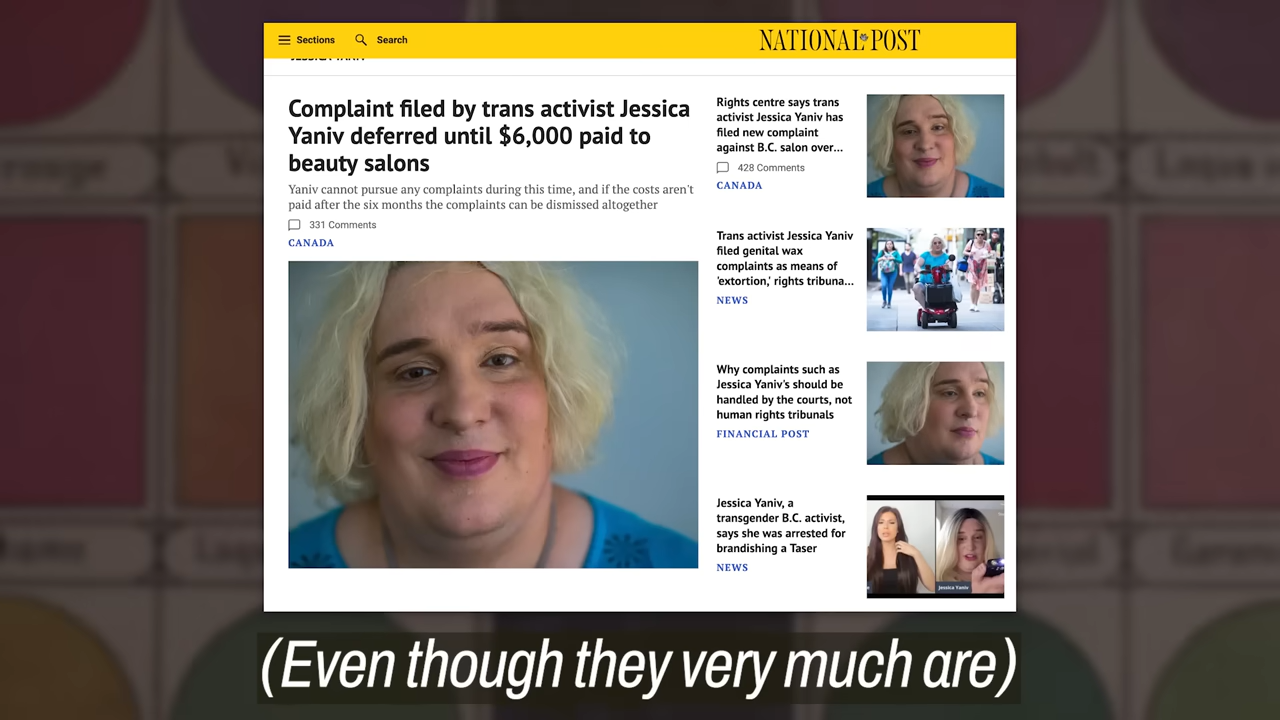 Sections
Search
NATIONAL POST
JESSICA YANIV
Complaint filed by trans activist Jessica
Yaniv deferred until $6,000 paid to
beauty salons
Yaniv cannot pursue any complaints during this time, and if the costs aren't
paid after the six months the complaints can be dismissed altogether
331 Comments
CANADA
Rights centre says trans
activist Jessica Yaniv has
filed new complaint
against B.C. salon over...
428 Comments
CANADA
Trans activist Jessica Yaniv
filed genital wax
complaints as means of
'extortion,' rights tribuna...
NEWS
Why complaints such as
Jessica Yaniv's should be
handled by the courts, not
human rights tribunals
FINANCIAL POST
Jessica Yaniv, a
transgender B.C. activist,
says she was arrested for
brandishing a Taser
NEWS
Jessica Yaniv
(Even though they very much are)